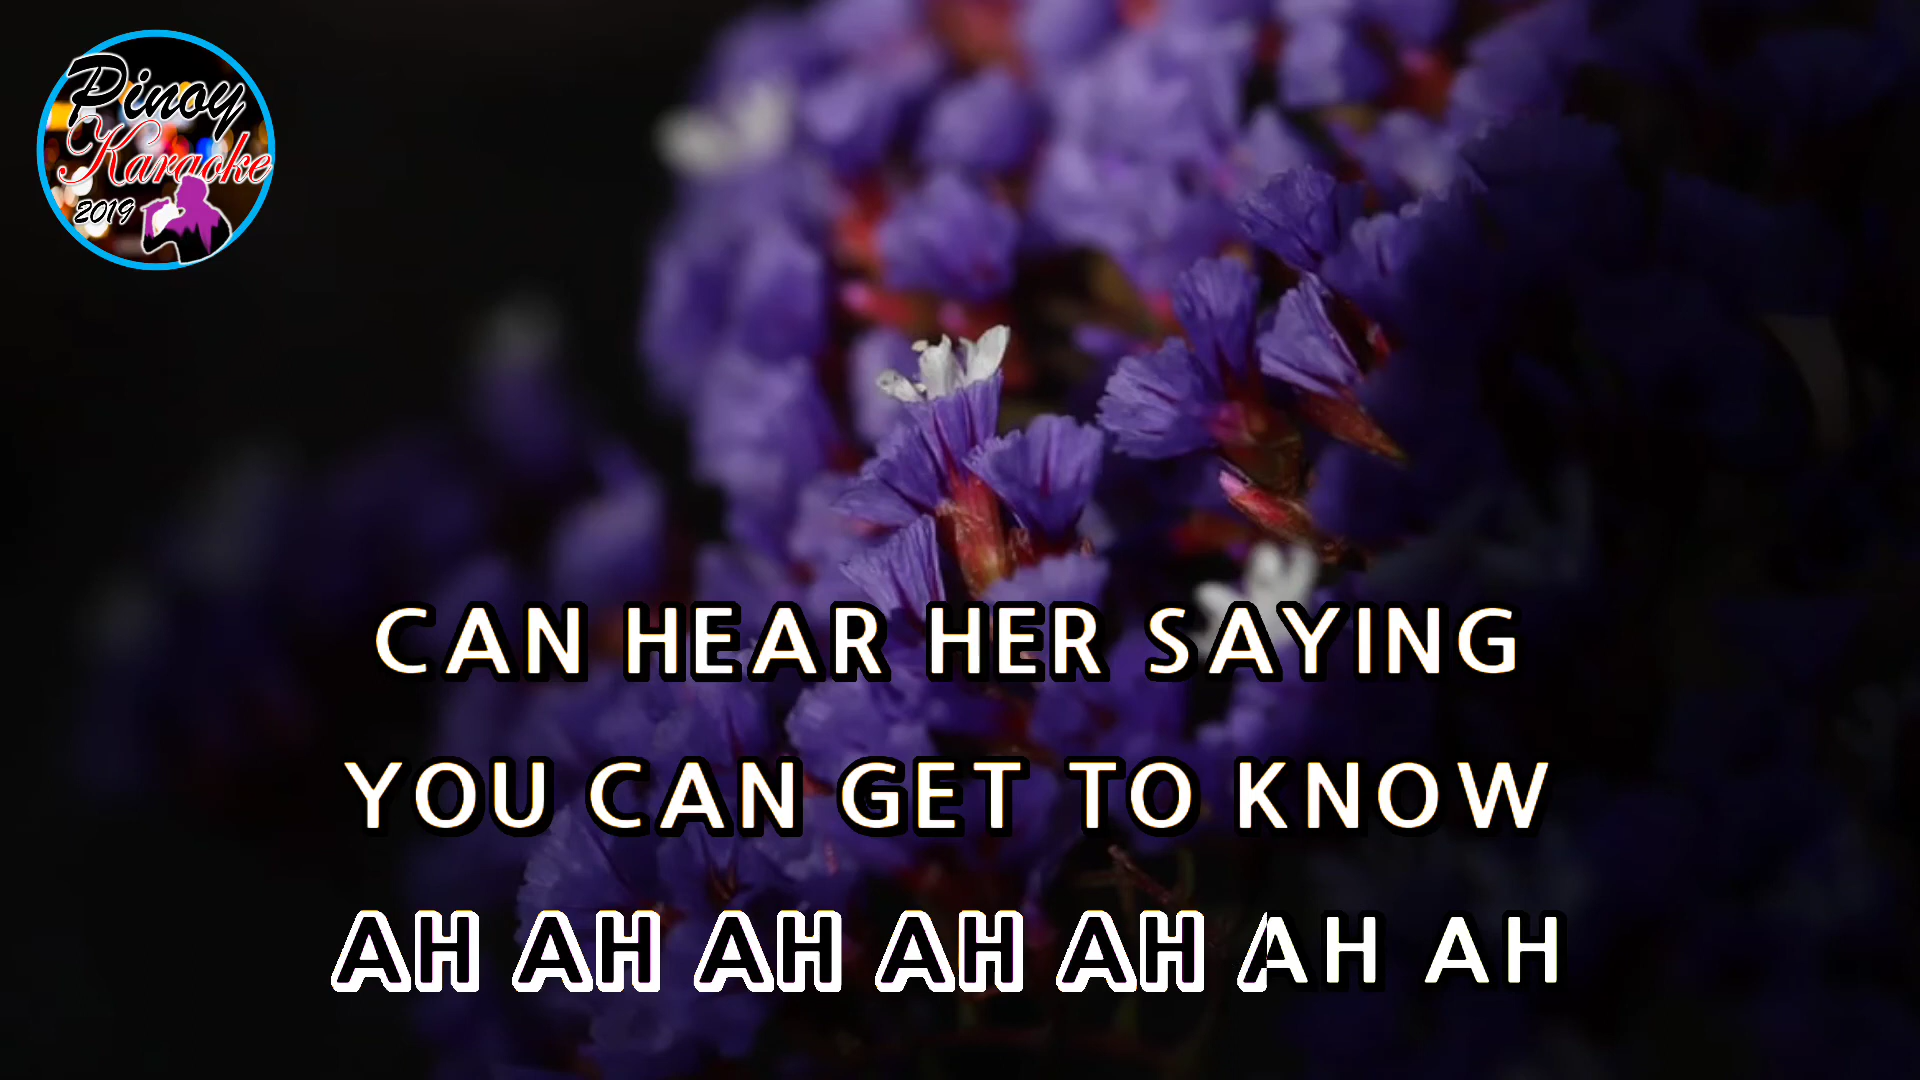 Pinoy
Karaoke
2019
CAN HEAR HER SAYING
YOU CAN GET TO KNOW
AH AH AH AH AH AH AH